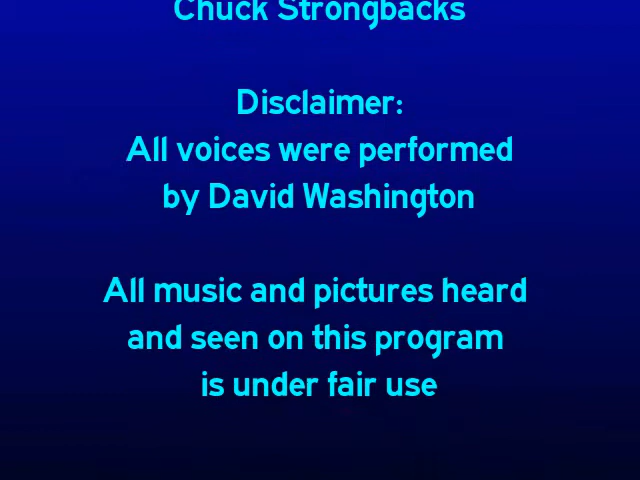 Chuck Strongbacks
Disclaimer:
All voices were performed
by David Washington
All music and pictures heard
and seen on this program
is under fair use